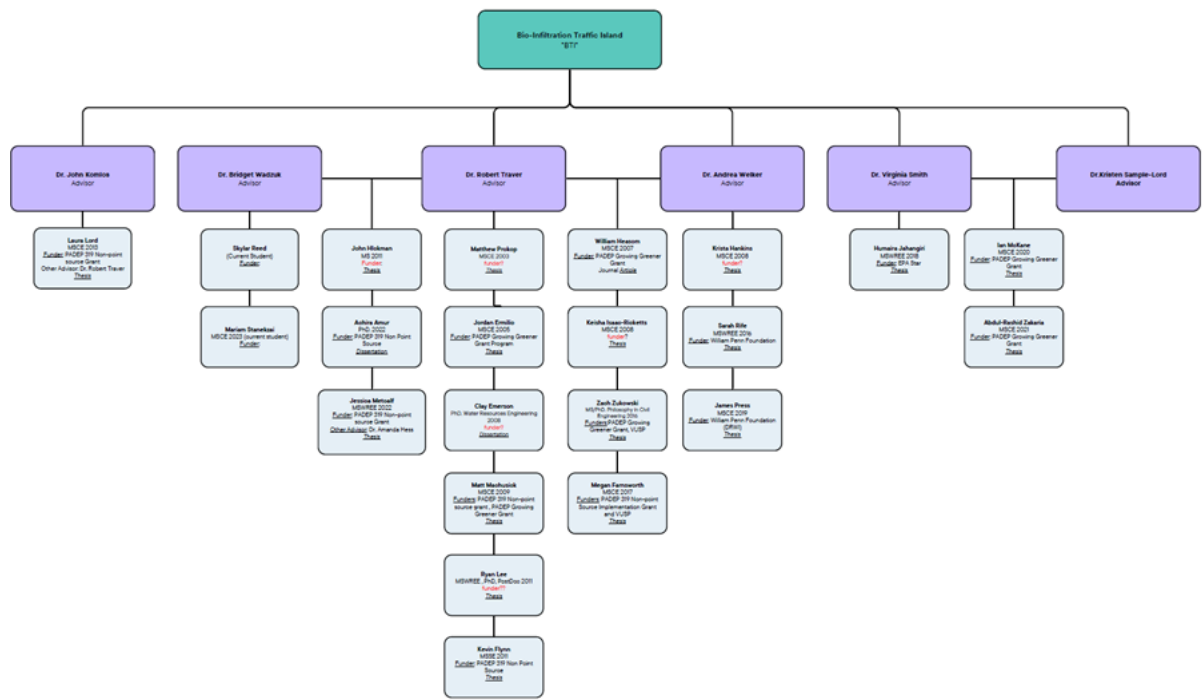 Bio-Infiltration Traffic Island
"BTI"
Dr. John Komlos
Advisor
Dr. Bridget Wadzuk
Advisor
Dr. Robert Traver
Advisor
Dr. Andrea Welker
Advisor
Dr. Virginia Smith
Advisor
Dr.Kristen Sample-Lord
Advisor
Laura Lord
MSCE 2013
Funder: PADEP 319 Non-point
source Grant
Other Advisor: Dr. Robert Traver
Thesis
Skylar Reed
(Current Student)
Funder:
Mariam Stanekzai
MSCE 2023 (current student)
Funder:
John Hickman
MS 2011
Funder:
Thesis
Achira Amur
PhD, 2022
Funder: PADEP 319 Non Point
Source
Dissertation
Jessica Metcalf
MSWREE 2022
Funder: PADEP 319 Non-point
source Grant
Other Advisor: Dr. Amanda Hess
Thesis
Matthew Prokop
MSCE 2003
funder?
Thesis
Jordan Ermilio
MSCE 2005
Funder: PADEP Growing Greener
Grant Program
Thesis
Clay Emerson
PhD, Water Resources Engineering
2008
funder?
Dissertation
Matt Machusick
MSCE 2009
Funders: PADEP 319 Non-point
source grant , PADEP Growing
Greener Grant
Thesis
Ryan Lee
MSWREE , PhD, PostDoc 2011
funder??
Thesis
Kevin Flynn
MSSE 2011
Funder: PADEP 319 Non Point
Source
Thesis
William Heasom
MSCE 2007
Funder: PADEP Growing Greener
Grant
Journal Article
Keisha Isaac-Ricketts
MSCE 2008
funder?
Thesis
Zach Zukowski
MS/PhD, Philosophy in Civil
Engineering 2016
Funders:PADEP Growing
Greener Grant, VUSP
Thesis
Megan Farnsworth
MSCE 2017
Funders: PADEP 319 Non-point
Source Implementation Grant
and VUSP
Thesis
Krista Hankins
MSCE 2008
funder?
Thesis
Sarah Rife
MSWREE 2016
Funder: William Penn Foundation
Thesis
James Press
MSCE 2019
Funder: William Penn Foundation
(DRWI)
Thesis
Humaira Jahangiri
MSWREE 2018
Funder: EPA Star
Thesis
Ian McKane
MSCE 2020
Funder: PADEP Growing Greener
Grant
Thesis
Abdul-Rashid Zakaria
MSCE 2021
Funder: PADEP Growing Greener
Grant
Thesis